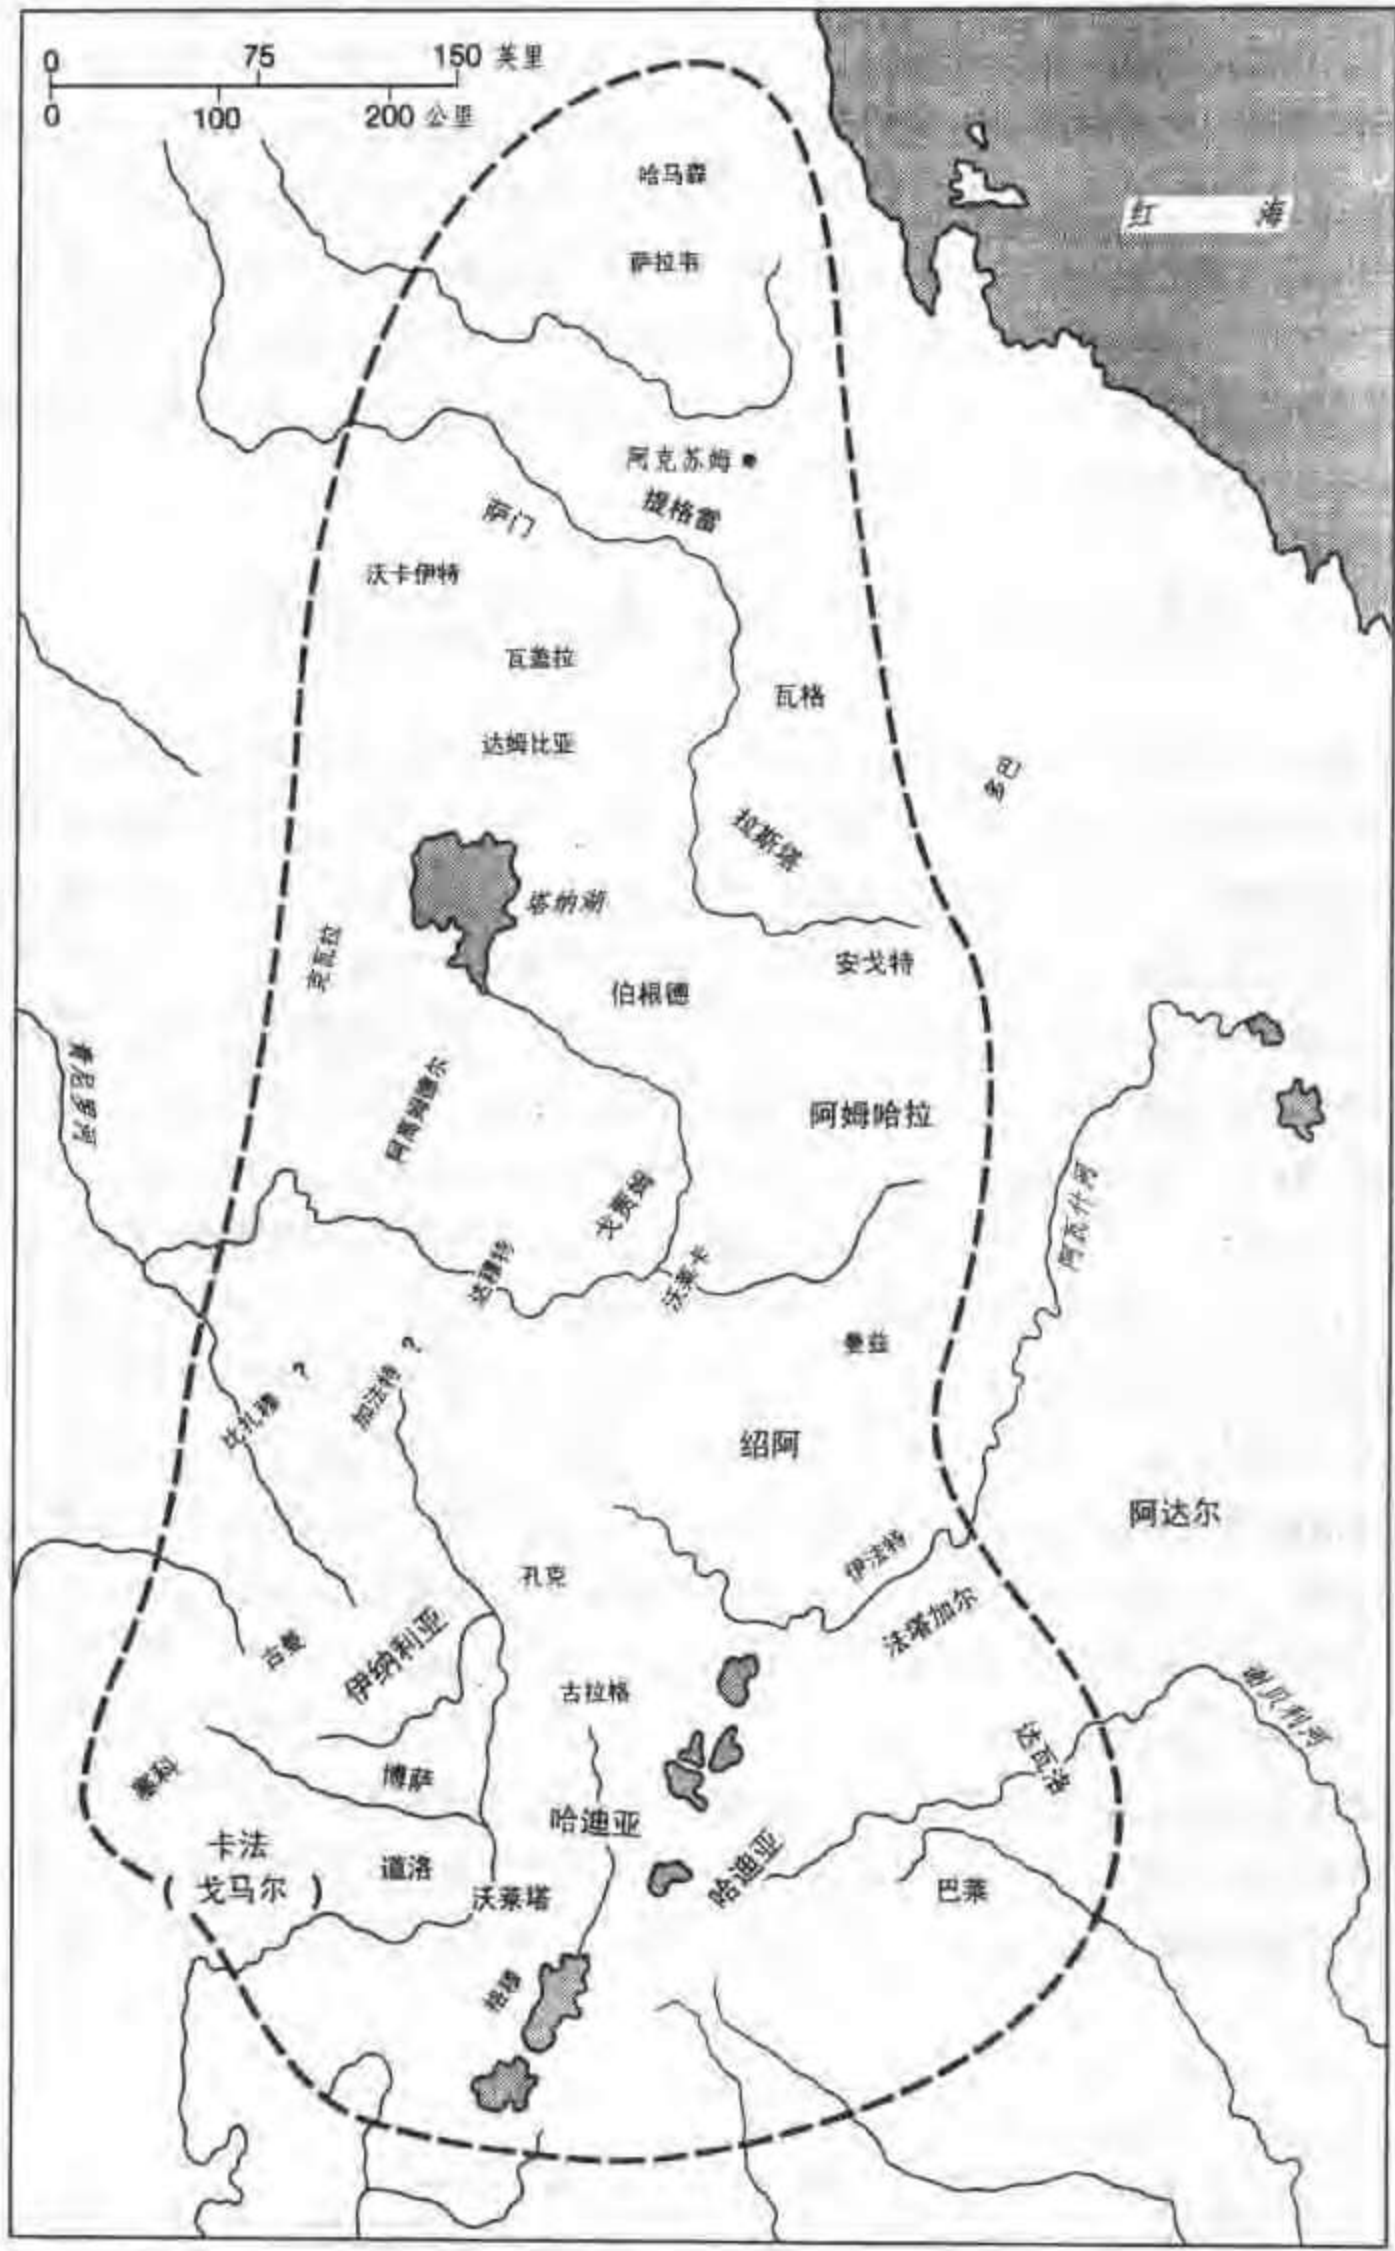 0 75 150 英里
0 100 200 公里
哈马森
红 海
萨拉韦
阿克苏姆
提格雷
萨门
沃卡伊特
瓦盖拉
瓦格
达姆比亚
多巴
拉斯塔
塔纳湖
克瓦拉
安戈特
伯根德
青尼罗河
阿姆哈拉
阿瓦什河
戈贾姆
达穆特
沃莱卡
曼兹
加法特 ?
比扎穆 ?
绍阿
阿达尔
伊法特
孔克
法塔加尔
伊纳利亚
古拉格
谢贝利河
达瓦洛
塞科
博萨
哈迪亚
卡法
(戈马尔)
道洛
哈迪亚
沃莱塔
巴莱
格穆